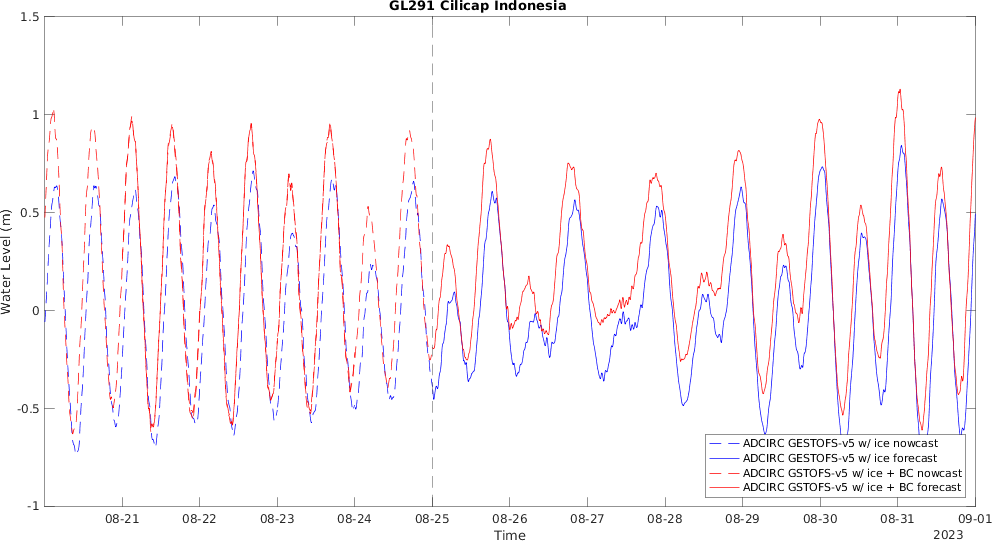 GL291 Cilicap Indonesia
1.5
1
0.5
0
-0.5
-1
Water Level (m)
08-21 08-22 08-23 08-24 08-25 08-26 08-27 08-28 08-29 08-30 08-31 09-01
Time
2023
ADCIRC GESTOFS-v5 w/ ice nowcast
ADCIRC GESTOFS-v5 w/ ice forecast
ADCIRC GSTOFS-v5 w/ ice + BC nowcast
ADCIRC GSTOFS-v5 w/ ice + BC forecast